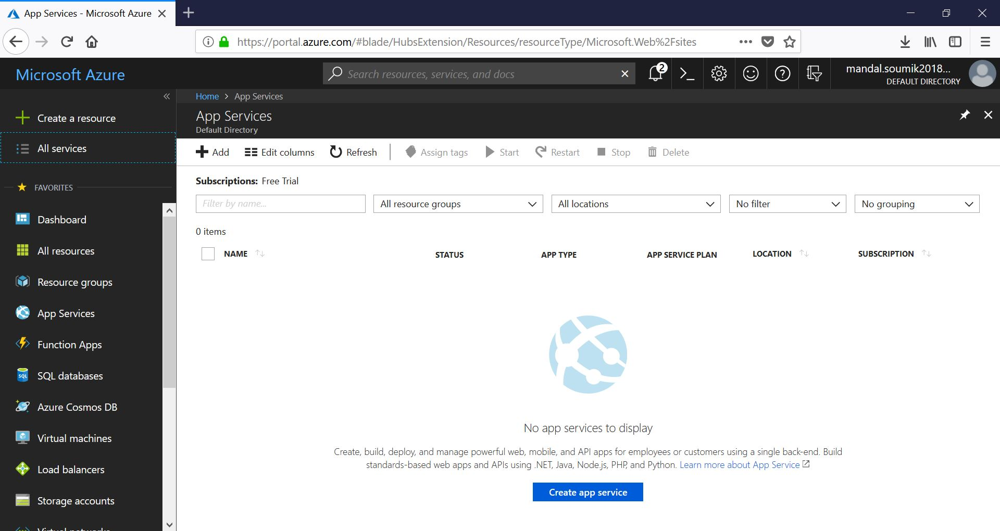 App Services - Microsoft Azure
https://portal.azure.com/#blade/HubsExtension/Resources/resourceType/Microsoft.Web%2Fsites
Microsoft Azure
Search resources, services, and docs
2
mandal.soumik2018...
DEFAULT DIRECTORY
Home > App Services
App Services
Default Directory
Create a resource
All services
FAVORITES
Dashboard
All resources
Resource groups
App Services
Function Apps
SQL
SQL databases
Azure Cosmos DB
Virtual machines
Load balancers
Storage accounts
Virtual networks
Add Edit columns Refresh Assign tags Start Restart Stop Delete
Subscriptions: Free Trial
Filter by name... All resource groups All locations No filter No grouping
0 items
NAME STATUS APP TYPE APP SERVICE PLAN LOCATION SUBSCRIPTION
No app services to display
Create, build, deploy, and manage powerful web, mobile, and API apps for employees or customers using a single back-end. Build
standards-based web apps and APIs using .NET, Java, Node.js, PHP, and Python. Learn more about App Service
Create app service